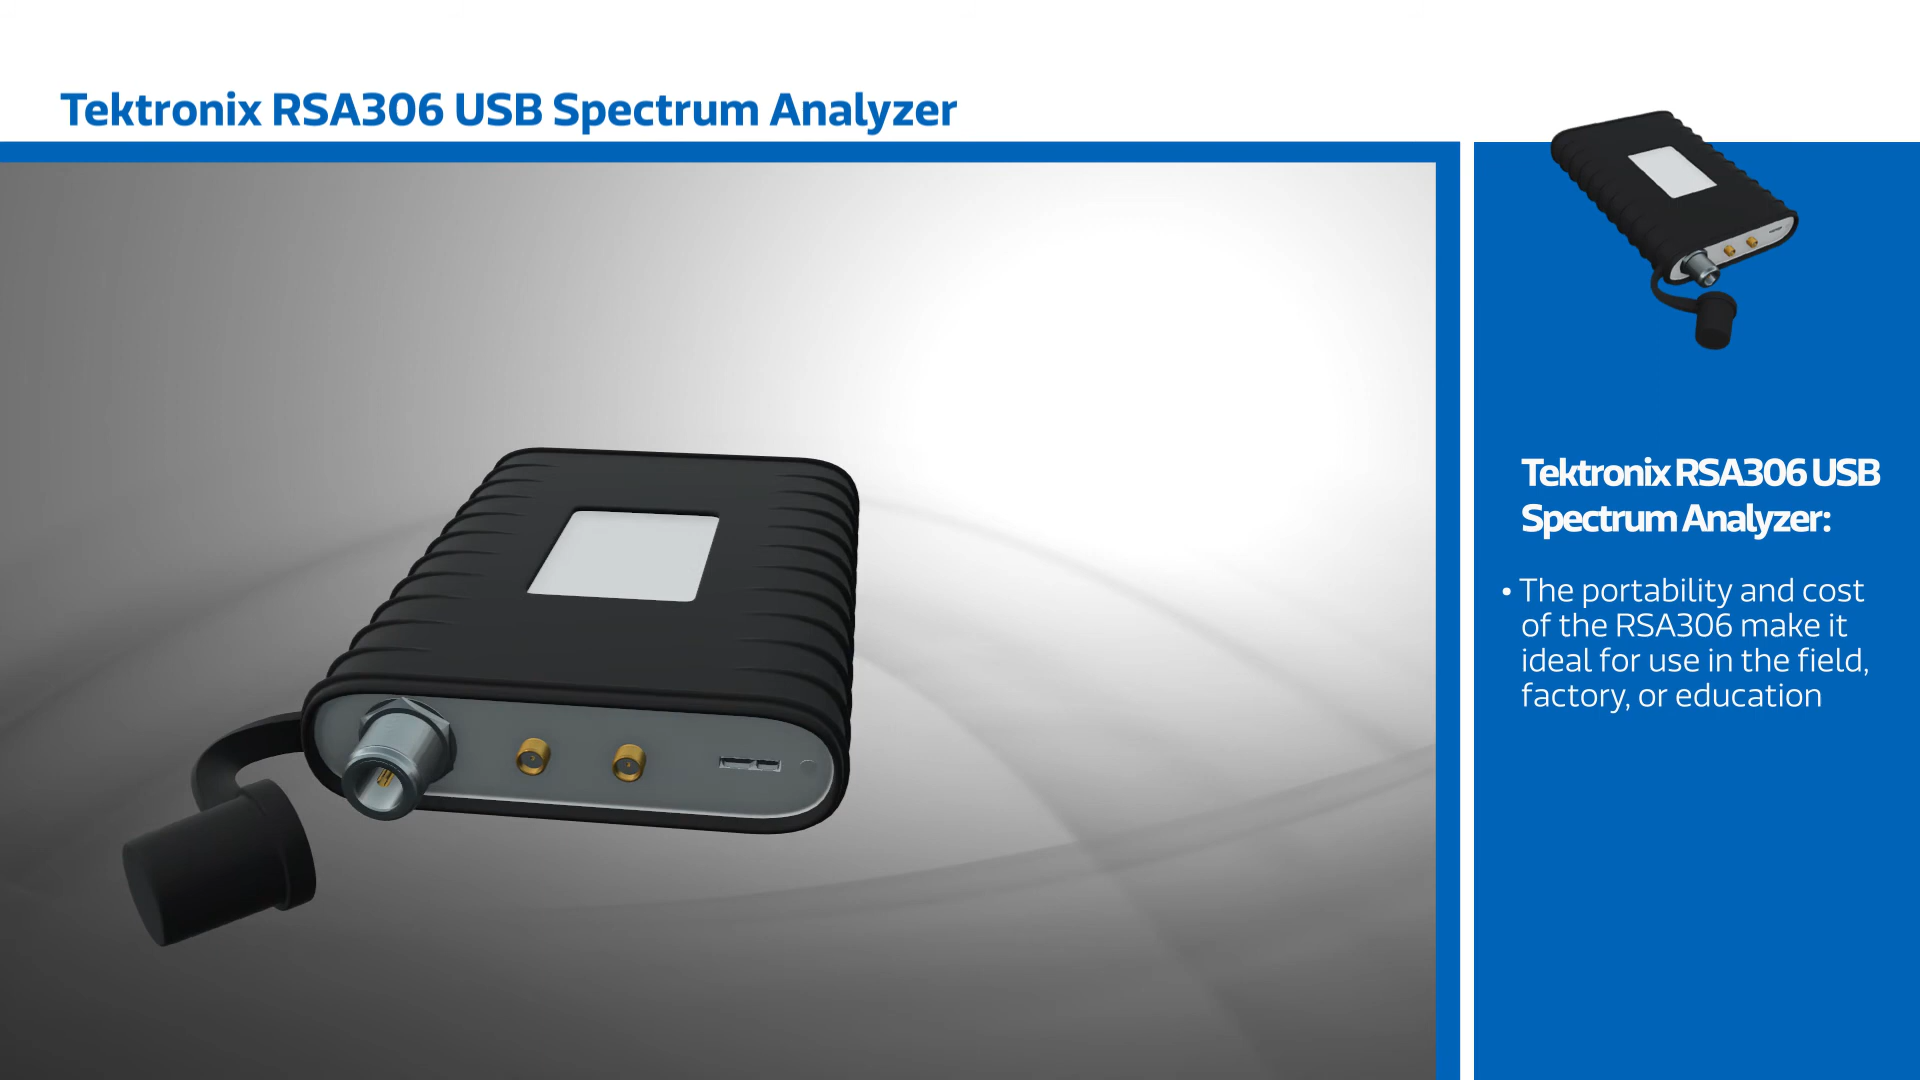 Tektronix RSA306 USB Spectrum Analyzer
Tektronix RSA306 USB
Spectrum Analyzer:
• The portability and cost
of the RSA306 make it
ideal for use in the field,
factory, or education